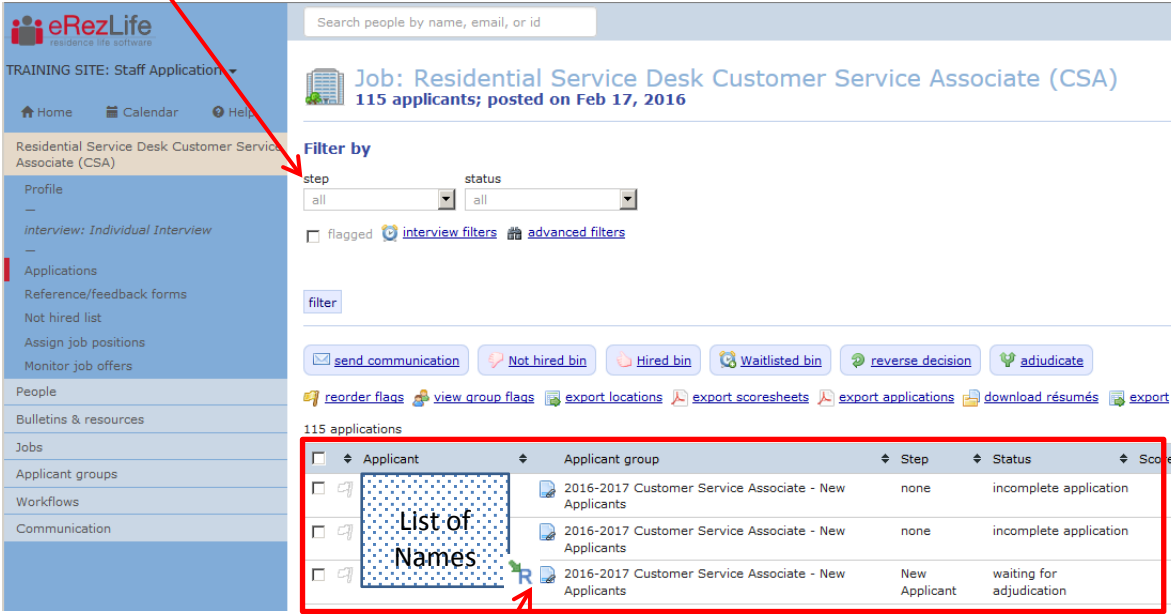 eRezLife
residence life software
Search people by name, email, or id
TRAINING SITE: Staff Application
Home Calendar Help
Residential Service Desk Customer Service
Associate (CSA)
Profile
—
interview: Individual Interview
—
Applications
Reference/feedback forms
Not hired list
Assign job positions
Monitor job offers
People
Bulletins & resources
Jobs
Applicant groups
Workflows
Communication
Job: Residential Service Desk Customer Service Associate (CSA)
115 applicants; posted on Feb 17, 2016
Filter by
step status
all all
flagged interview filters advanced filters
filter
send communication Not hired bin Hired bin Waitlisted bin reverse decision adjudicate
reorder flags view group flags export locations export scoresheets export applications download résumés export
115 applications
Applicant Applicant group Step Status Score
2016-2017 Customer Service Associate - New none incomplete application
Applicants
2016-2017 Customer Service Associate - New none incomplete application
Applicants
List of
Names
R 2016-2017 Customer Service Associate - New New waiting for
Applicants Applicant adjudication